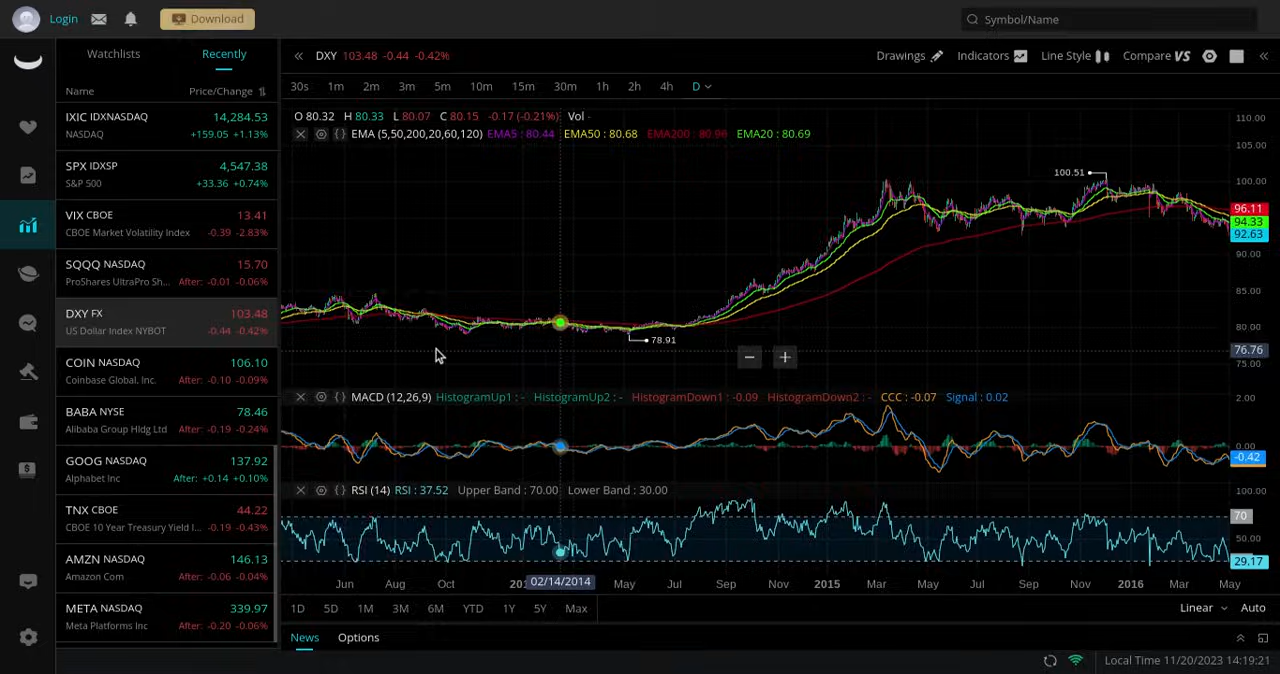 Login
Download
Symbol/Name
Watchlists
Recently
Name
Price/Change
IXIC IDXNASDAQ 14,284.53
NASDAQ +159.05 +1.13%
SPX IDXSP 4,547.38
S&P 500 +33.36 +0.74%
VIX CBOE 13.41
CBOE Market Volatility Index -0.39 -2.83%
SQQQ NASDAQ 15.70
ProShares UltraPro Sh... After: -0.01 -0.06%
DXY FX 103.48
US Dollar Index NYBOT -0.44 -0.42%
COIN NASDAQ 106.10
Coinbase Global, Inc. After: -0.10 -0.09%
BABA NYSE 78.46
Alibaba Group Hldg Ltd After: -0.19 -0.24%
GOOG NASDAQ 137.92
Alphabet Inc After: +0.14 +0.10%
TNX CBOE 44.22
CBOE 10 Year Treasury Yield I... -0.19 -0.43%
AMZN NASDAQ 146.13
Amazon Com After: -0.06 -0.04%
META NASDAQ 339.97
Meta Platforms Inc After: -0.20 -0.06%
DXY 103.48 -0.44 -0.42%
Drawings
Indicators
Line Style
Compare VS
30s 1m 2m 3m 5m 10m 15m 30m 1h 2h 4h D
O 80.32 H 80.33 L 80.07 C 80.15 -0.17 (-0.21%) Vol -
EMA (5,50,200,20,60,120) EMA5 : 80.44 EMA50 : 80.68 EMA200 : 80.96 EMA20 : 80.69
100.51
78.91
110.00
105.00
100.00
96.11
94.33
92.63
90.00
85.00
80.00
76.76
75.00
MACD (12,26,9) HistogramUp1 : - HistogramUp2 : - HistogramDown1 : -0.09 HistogramDown2 : - CCC : -0.07 Signal : 0.02
2.00
0.00
-0.42
RSI (14) RSI : 37.52 Upper Band : 70.00 Lower Band : 30.00
100.00
70
50.00
29.17
Jun Aug Oct 201 02/14/2014 May Jul Sep Nov 2015 Mar May Jul Sep Nov 2016 Mar May
1D 5D 1M 3M 6M YTD 1Y 5Y Max
Linear
Auto
News
Options
Local Time 11/20/2023 14:19:21